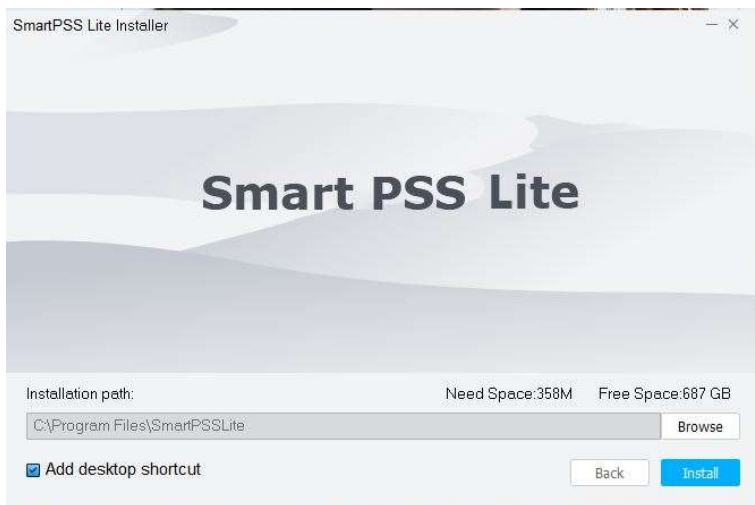 SmartPSS Lite Installer
Smart PSS Lite
Installation path: Need Space:358M Free Space:687 GB
C:\Program Files\SmartPSSLite Browse
Add desktop shortcut Back Install